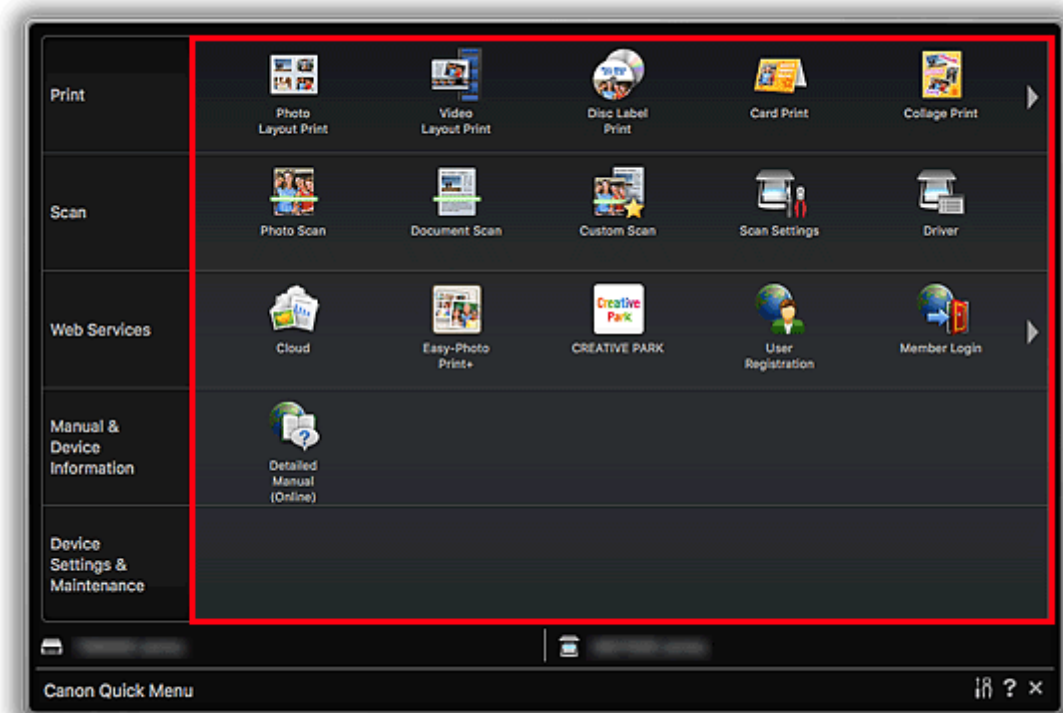 Print
Photo
Layout Print
Video
Layout Print
Disc Label
Print
Card Print
Collage Print
Scan
Photo Scan
Document Scan
Custom Scan
Scan Settings
Driver
Web Services
Cloud
Easy-Photo
Print+
Creative
Park
CREATIVE PARK
User
Registration
Member Login
Manual &
Device
Information
Detailed
Manual
(Online)
Device
Settings &
Maintenance
Canon Quick Menu
?